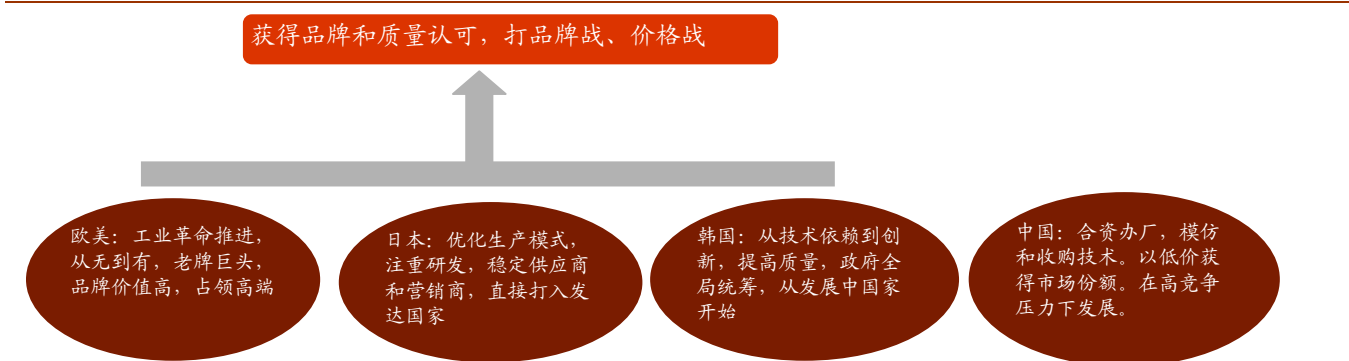 获得品牌和质量认可，打品牌战、价格战
欧美：工业革命推进，
从无到有，老牌巨头，
品牌价值高，占领高端
日本：优化生产模式，
注重研发，稳定供应商
和营销商，直接打入发
达国家
韩国：从技术依赖到创
新，提高质量，政府全
局统筹，从发展中国家
开始
中国：合资办厂，模仿
和收购技术。以低价获
得市场份额。在高竞争
压力下发展。